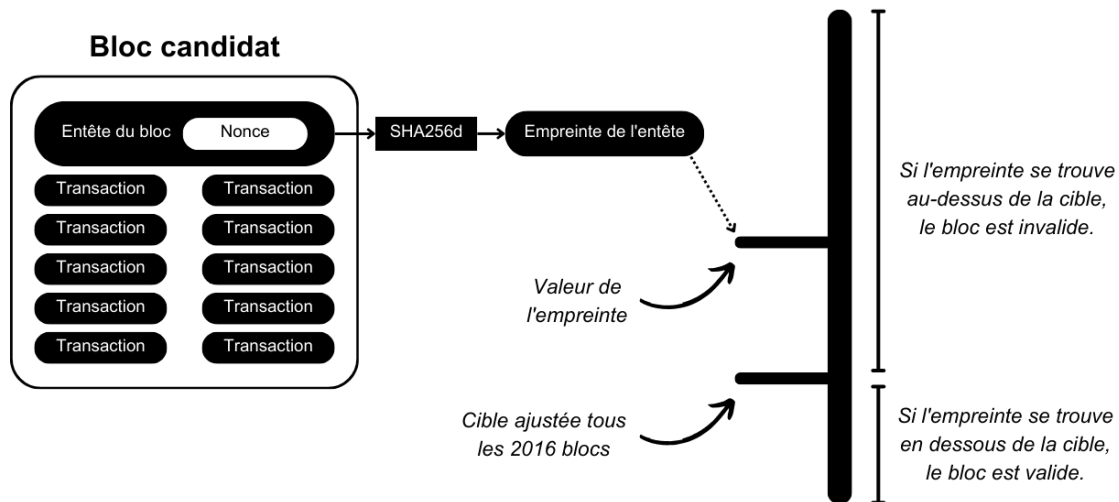 Bloc candidat
Entête du bloc
Nonce
SHA256d
Empreinte de l'entête
Transaction
Transaction
Transaction
Transaction
Transaction
Transaction
Transaction
Transaction
Transaction
Transaction
Valeur de
l'empreinte
Cible ajustée tous
les 2016 blocs
Si l'empreinte se trouve
au-dessus de la cible,
le bloc est invalide.
Si l'empreinte se trouve
en dessous de la cible,
le bloc est valide.